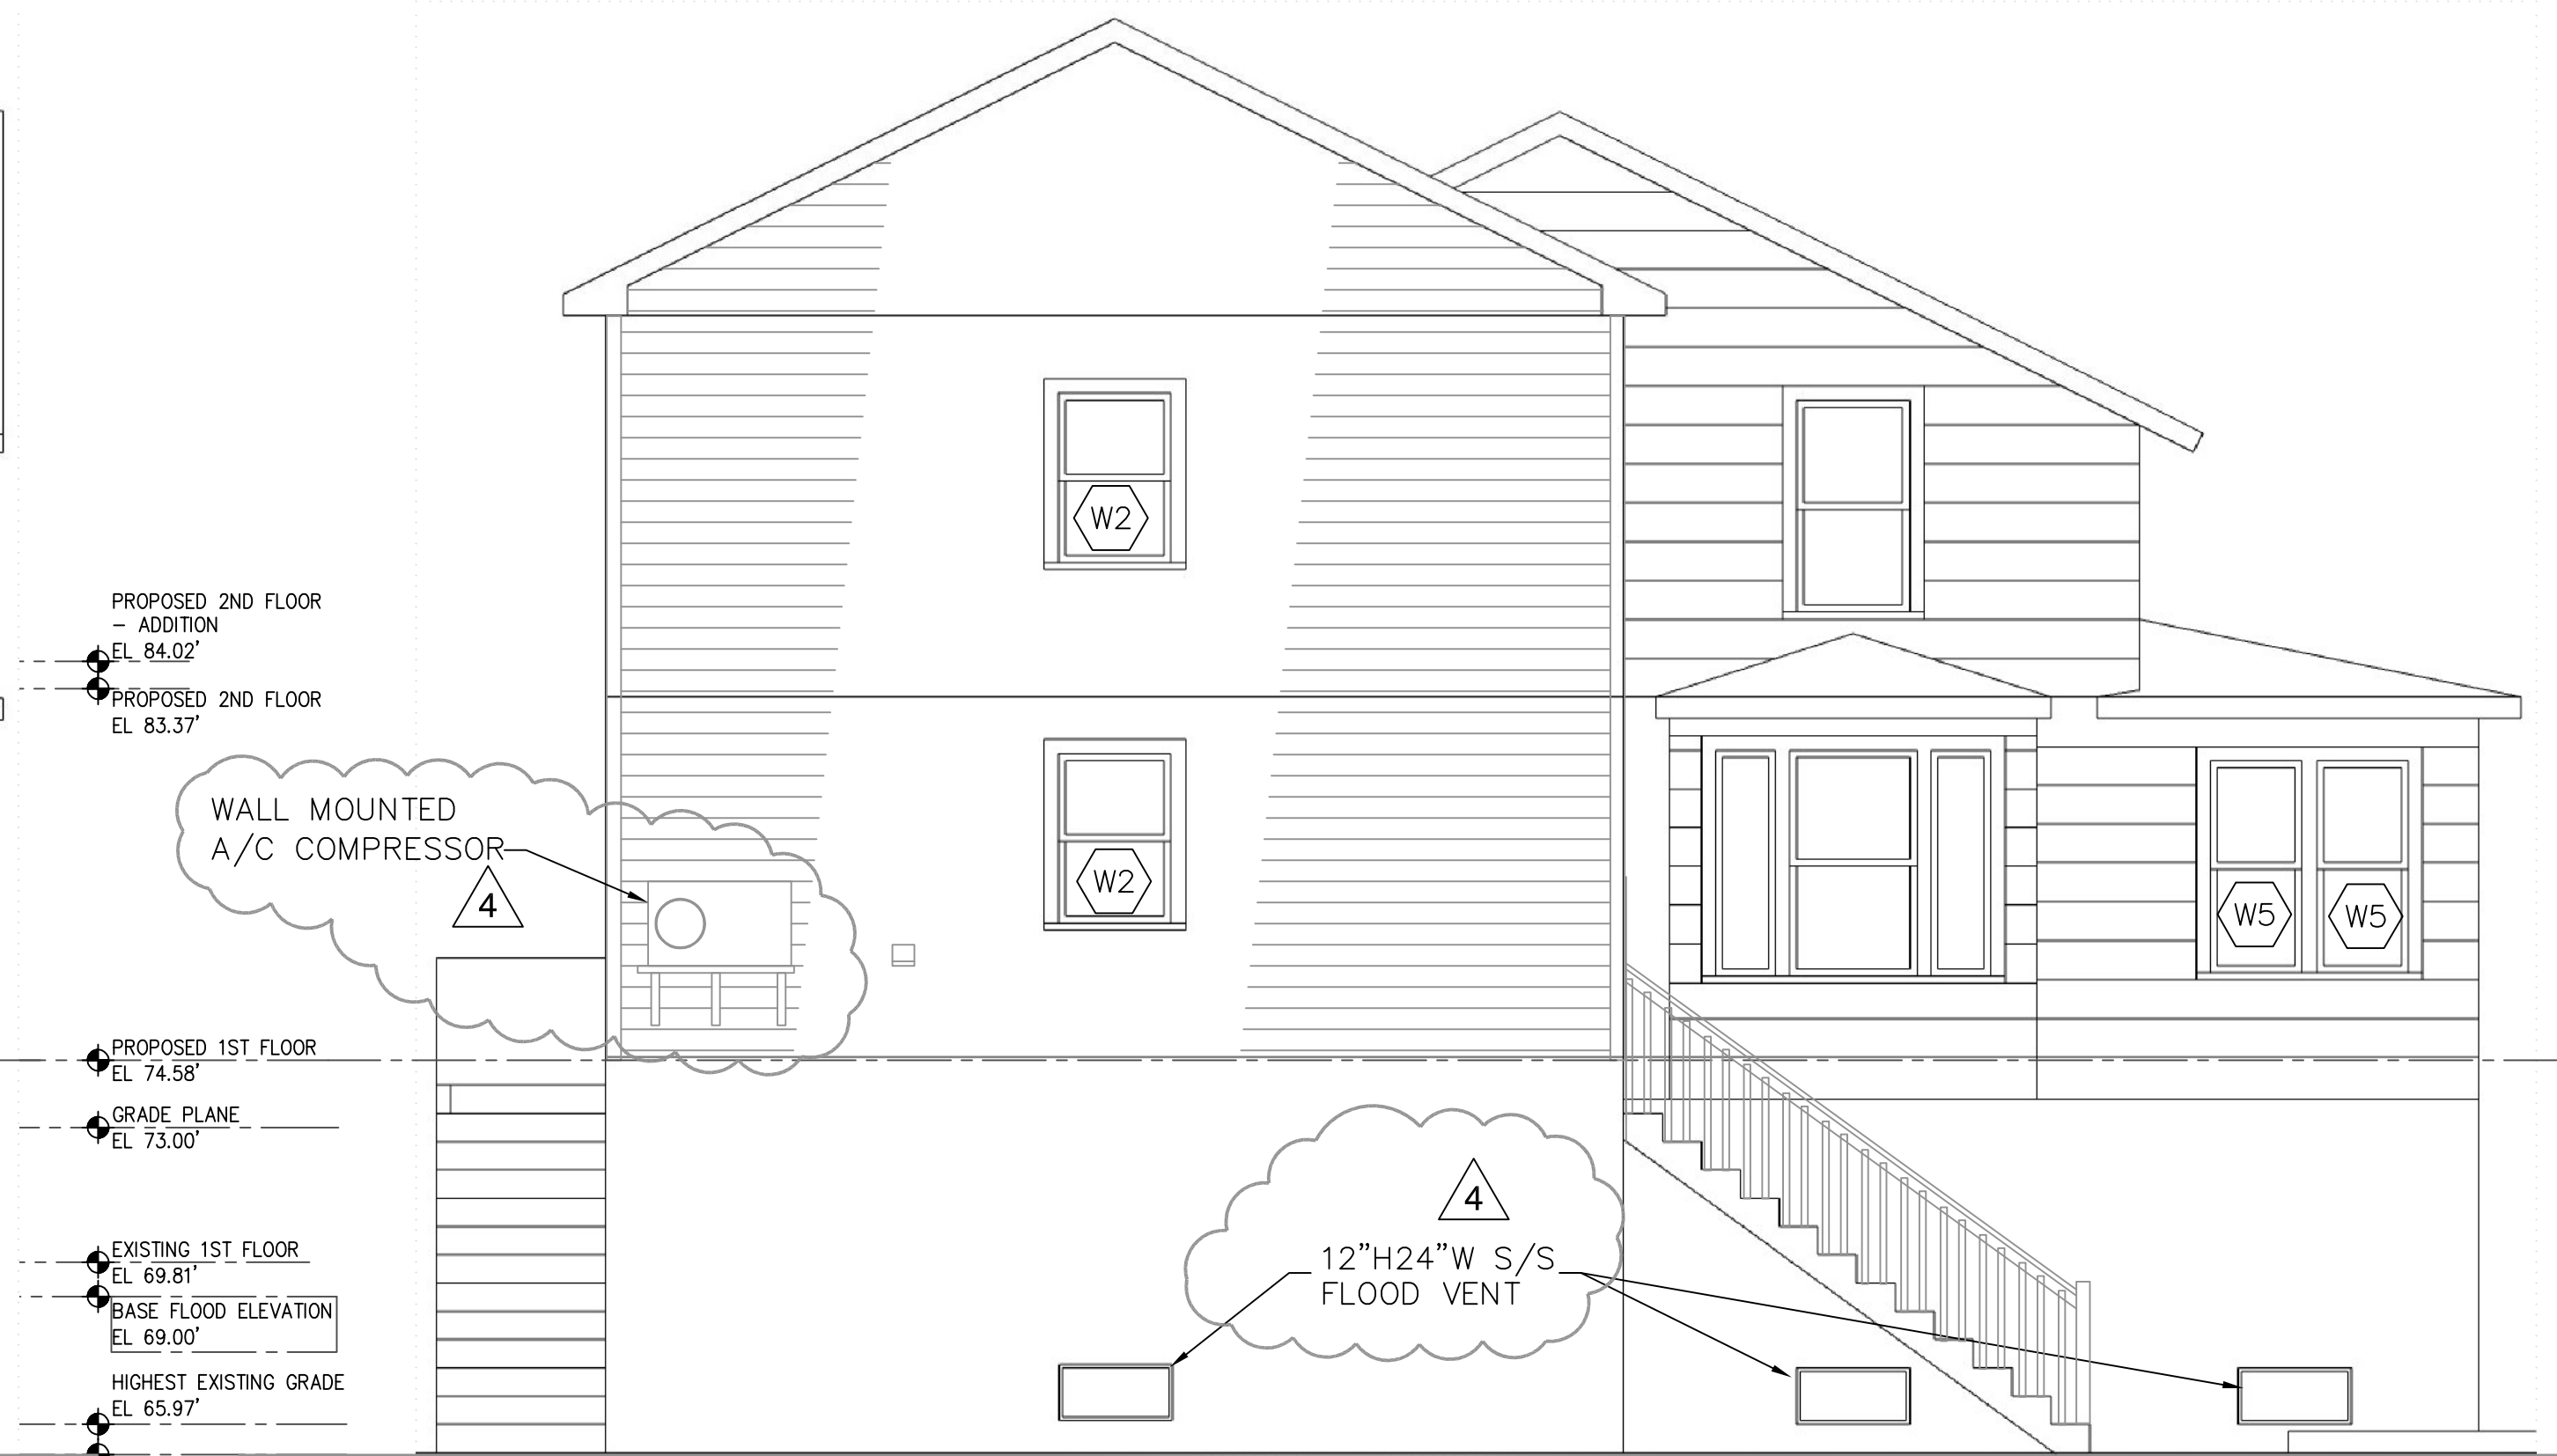 PROPOSED 2ND FLOOR
– ADDITION
EL 84.02’
PROPOSED 2ND FLOOR
EL 83.37’
WALL MOUNTED
A/C COMPRESSOR
4
W2
W2
W5
W5
PROPOSED 1ST FLOOR
EL 74.58’
GRADE PLANE
EL 73.00’
4
12”H24”W S/S
FLOOD VENT
EXISTING 1ST FLOOR
EL 69.81’
BASE FLOOD ELEVATION
EL 69.00’
HIGHEST EXISTING GRADE
EL 65.97’